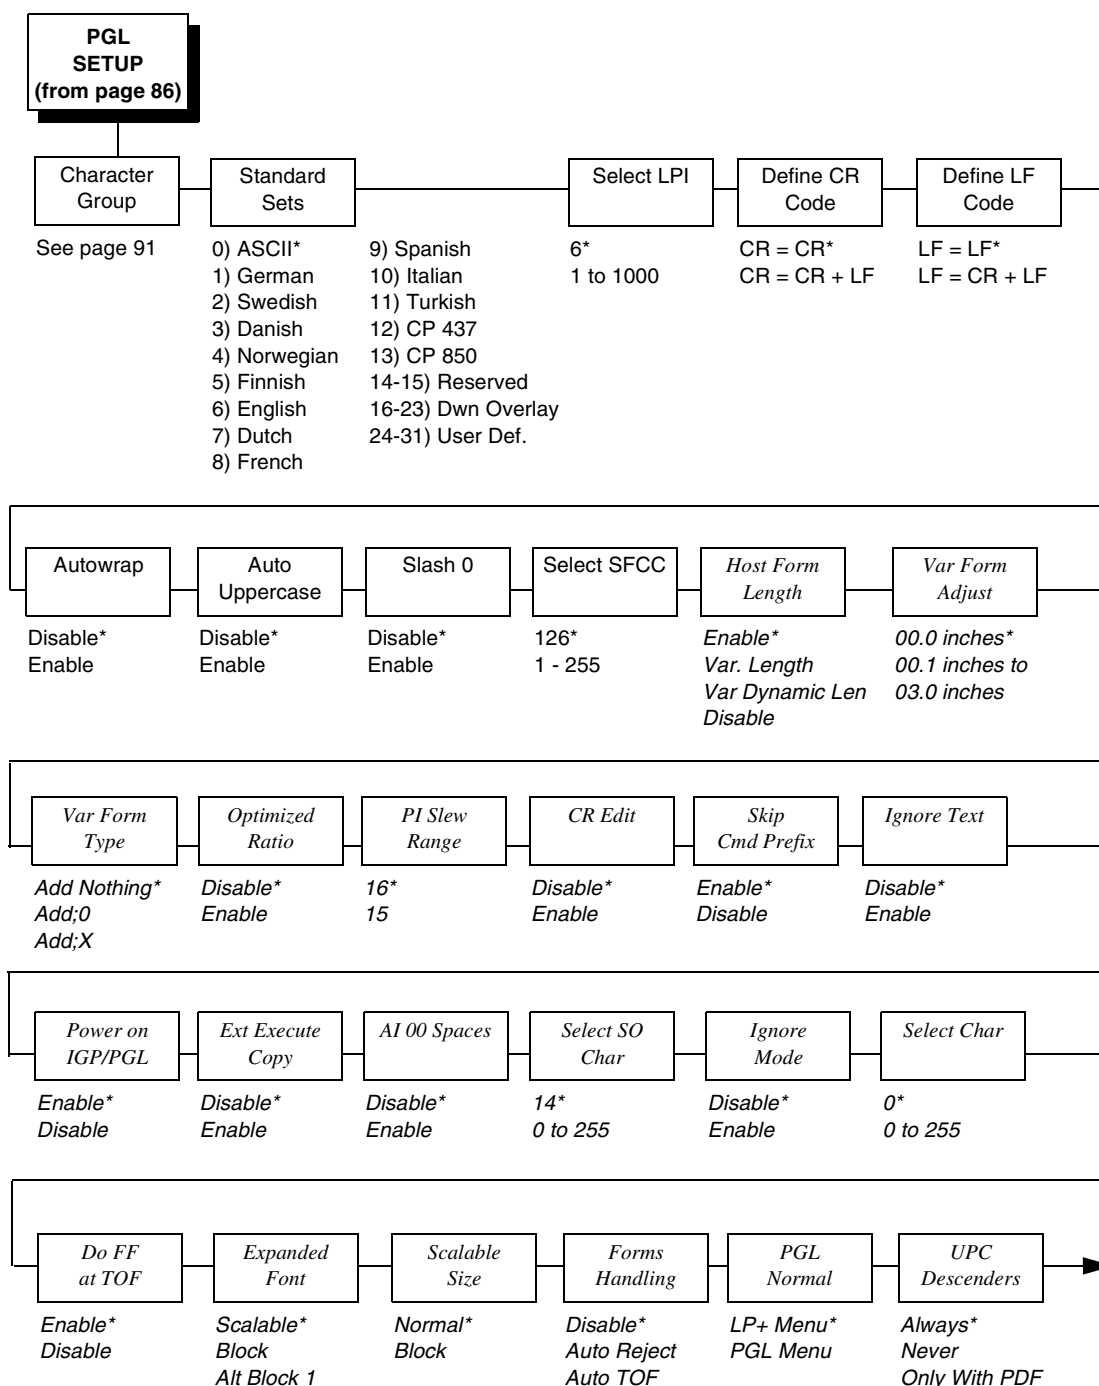 PGL
SETUP
(from page 86)
Character
Group
See page 91
Standard
Sets
0) ASCII*
1) German
2) Swedish
3) Danish
4) Norwegian
5) Finnish
6) English
7) Dutch
8) French
9) Spanish
10) Italian
11) Turkish
12) CP 437
13) CP 850
14-15) Reserved
16-23) Dwn Overlay
24-31) User Def.
Select LPI
6*
1 to 1000
Define CR
Code
CR = CR*
CR = CR + LF
Define LF
Code
LF = LF*
LF = CR + LF
Autowrap
Disable*
Enable
Auto
Uppercase
Disable*
Enable
Slash 0
Disable*
Enable
Select SFCC
126*
1 - 255
Host Form
Length
Enable*
Var. Length
Var Dynamic Len
Disable
Var Form
Adjust
00.0 inches*
00.1 inches to
03.0 inches
Var Form
Type
Add Nothing*
Add;0
Add;X
Optimized
Ratio
Disable*
Enable
PI Slew
Range
16*
15
CR Edit
Disable*
Enable
Skip
Cmd Prefix
Enable*
Disable
Ignore Text
Disable*
Enable
Power on
IGP/PGL
Enable*
Disable
Ext Execute
Copy
Disable*
Enable
AI 00 Spaces
Disable*
Enable
Select SO
Char
14*
0 to 255
Ignore
Mode
Disable*
Enable
Select Char
0*
0 to 255
Do FF
at TOF
Enable*
Disable
Expanded
Font
Scalable*
Block
Alt Block 1
Scalable
Size
Normal*
Block
Forms
Handling
Disable*
Auto Reject
Auto TOF
PGL
Normal
LP+ Menu*
PGL Menu
UPC
Descenders
Always*
Never
Only With PDF